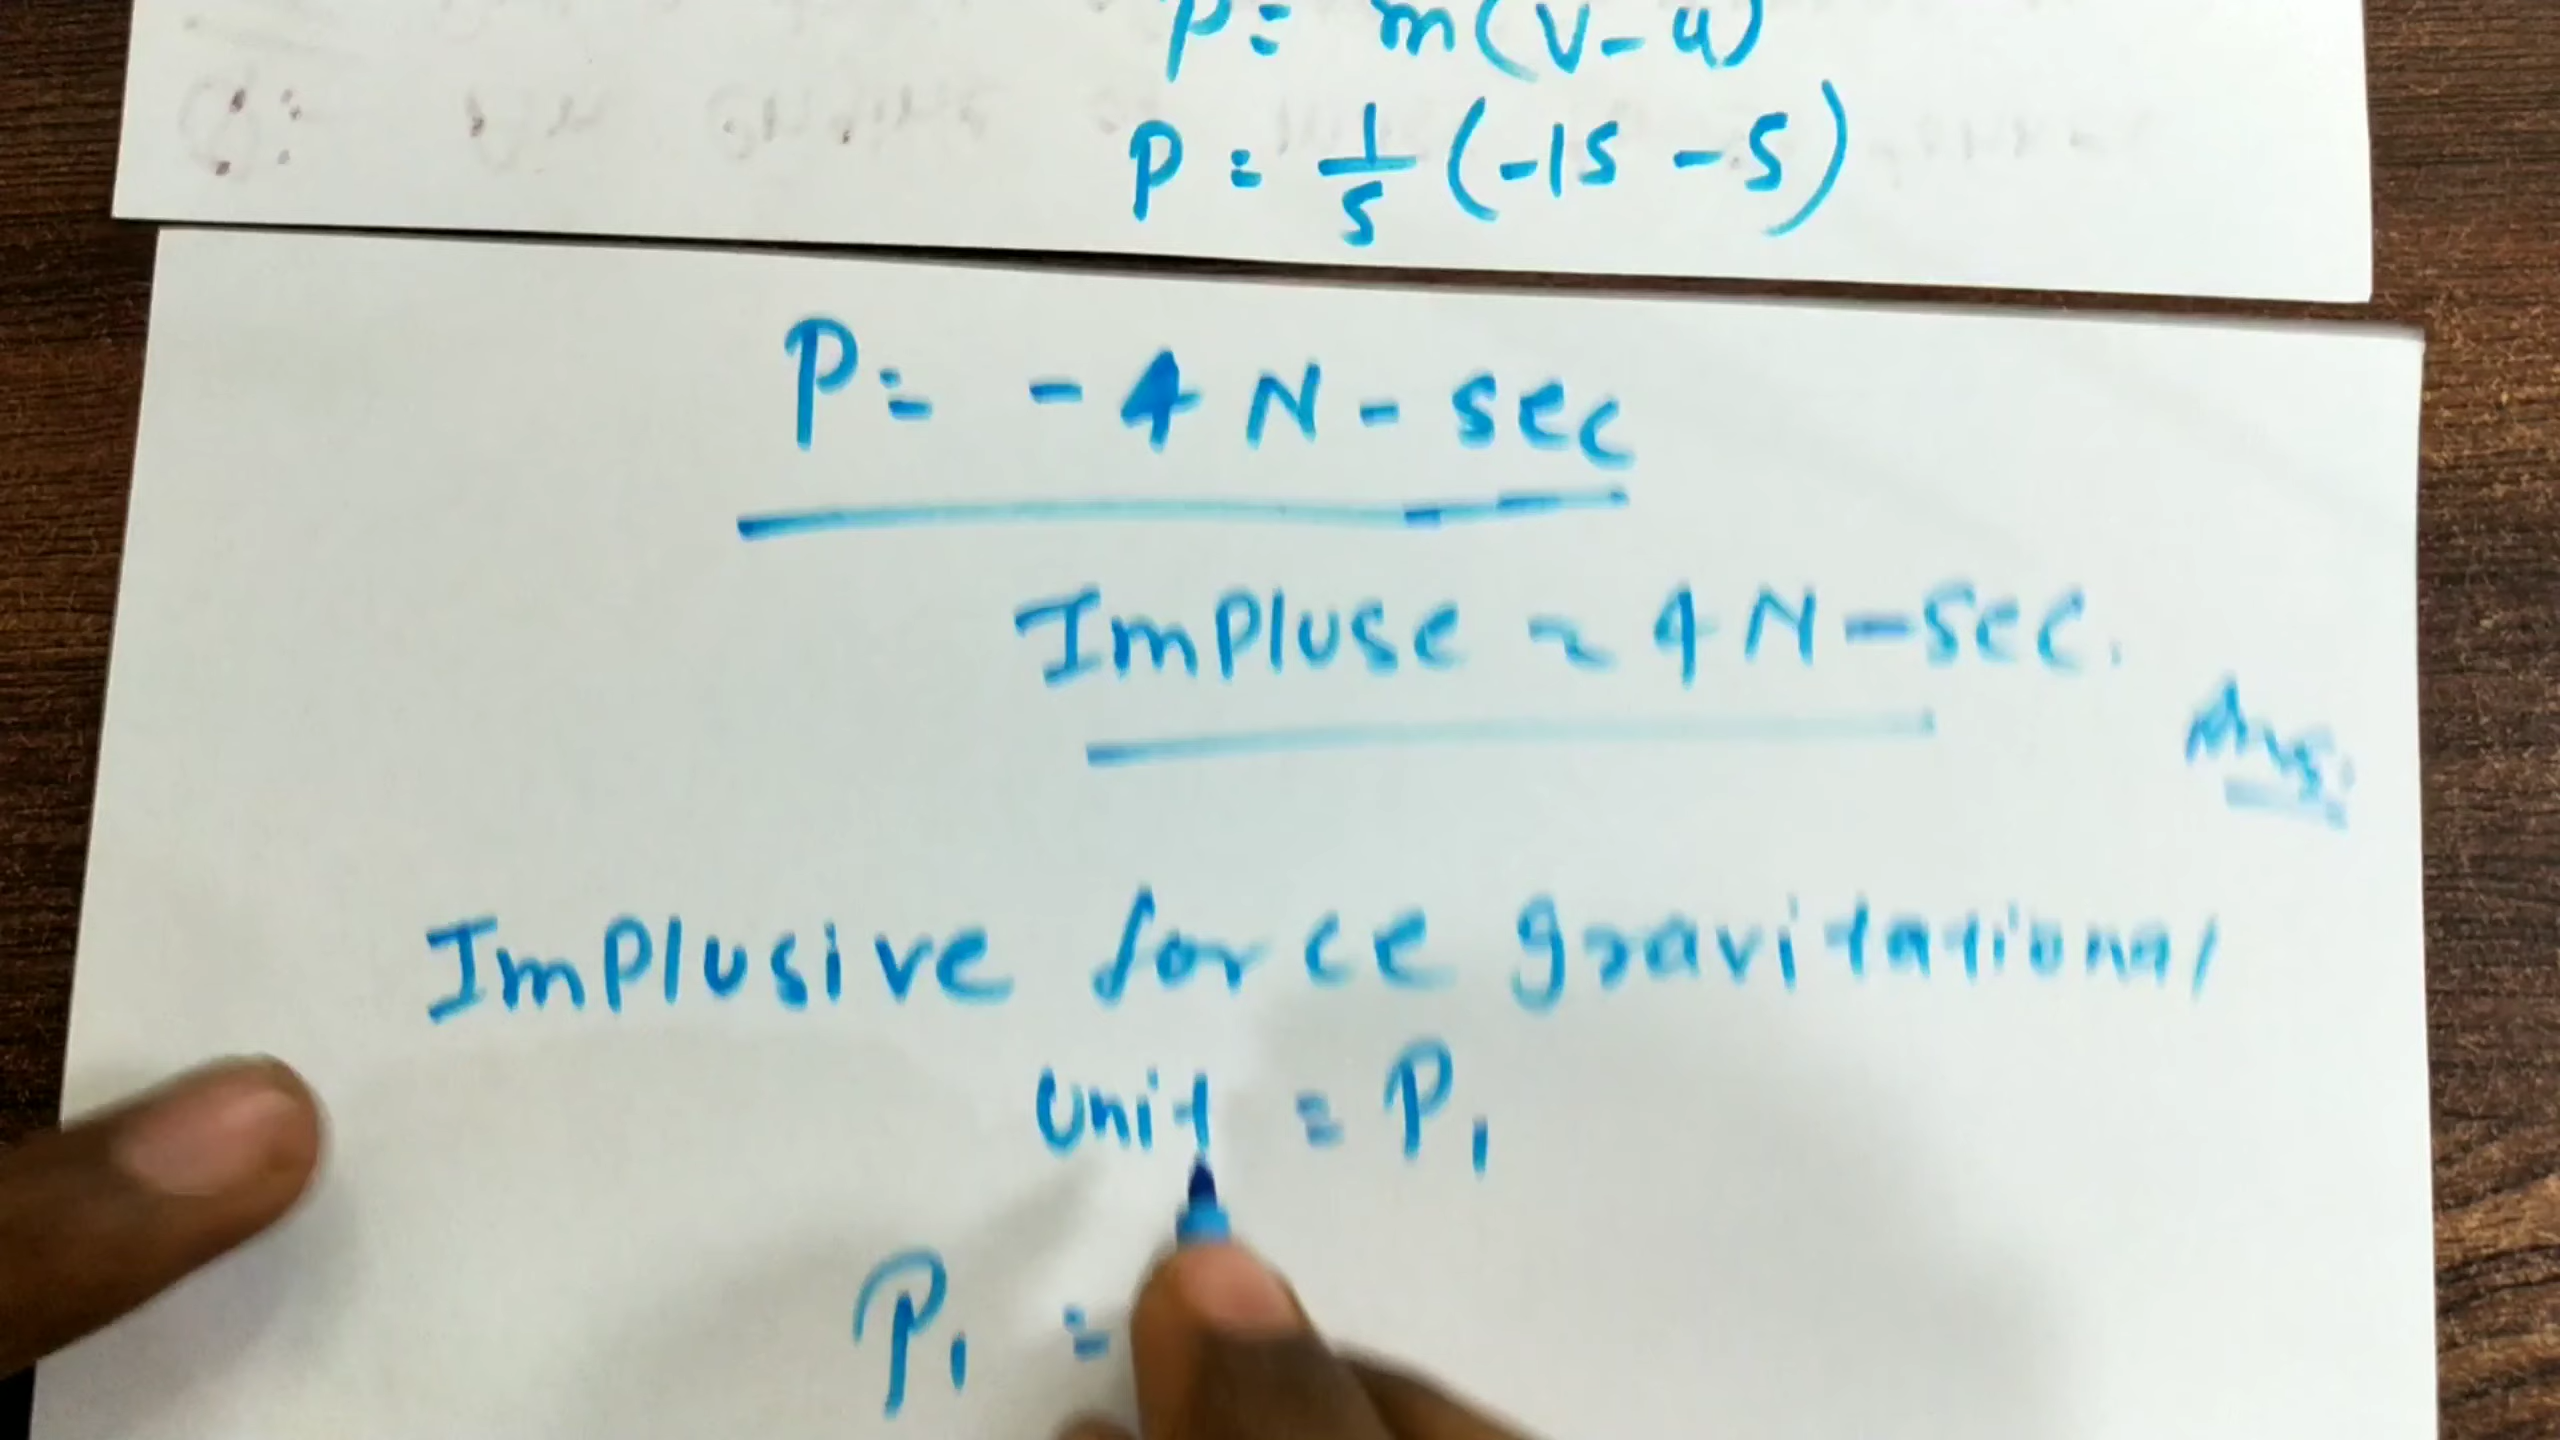 P = m(v-u)
P = 1/5 (-15 -5)
P = -4 N - sec
Impluse = 4 N - sec.
Ans:
Implusive force gravitational
unit = P1
P1 =